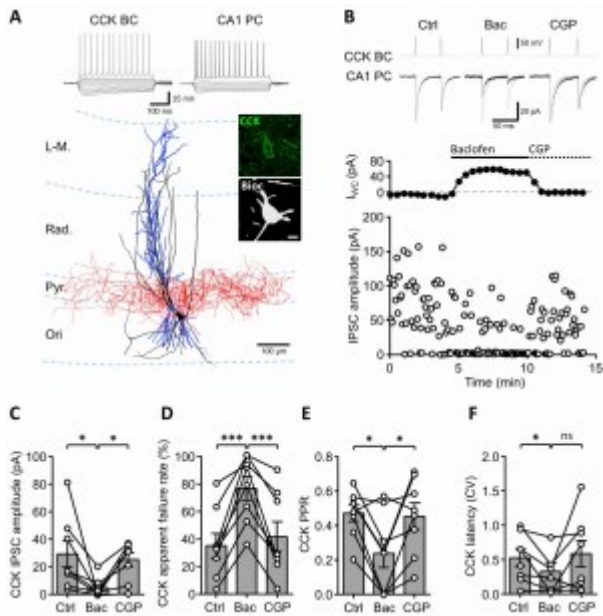 A
CCK BC
CA1 PC
25 mV
100 ms
L-M.
CCK
Bioc
Rad.
Pyr.
Ori
100 µm
B
Ctrl
Bac
CGP
50 mV
CCK BC
CA1 PC
20 pA
50 ms
Baclofen
CGP
I WC (pA)
80
40
0
IPSC amplitude (pA)
200
150
100
50
0
0
5
10
15
Time (min)
C
* *
CCK IPSC amplitude (pA)
100
80
60
40
20
0
Ctrl Bac CGP
D
*** ***
CCK apparent failure rate (%)
100
80
60
40
20
0
Ctrl Bac CGP
E
* *
CCK PPR
1.0
0.8
0.6
0.4
0.2
0.0
Ctrl Bac CGP
F
* ns
CCK latency (CV)
2.0
1.5
1.0
0.5
0.0
Ctrl Bac CGP